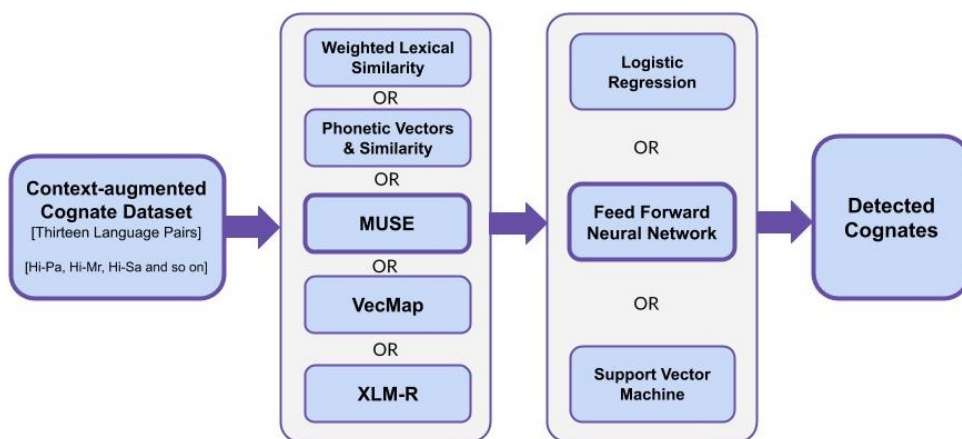 Context-augmented
Cognate Dataset
[Thirteen Language Pairs]
[Hi-Pa, Hi-Mr, Hi-Sa and so on]
Weighted Lexical
Similarity
OR
Phonetic Vectors
& Similarity
OR
MUSE
OR
VecMap
OR
XLM-R
Logistic
Regression
OR
Feed Forward
Neural Network
OR
Support Vector
Machine
Detected
Cognates